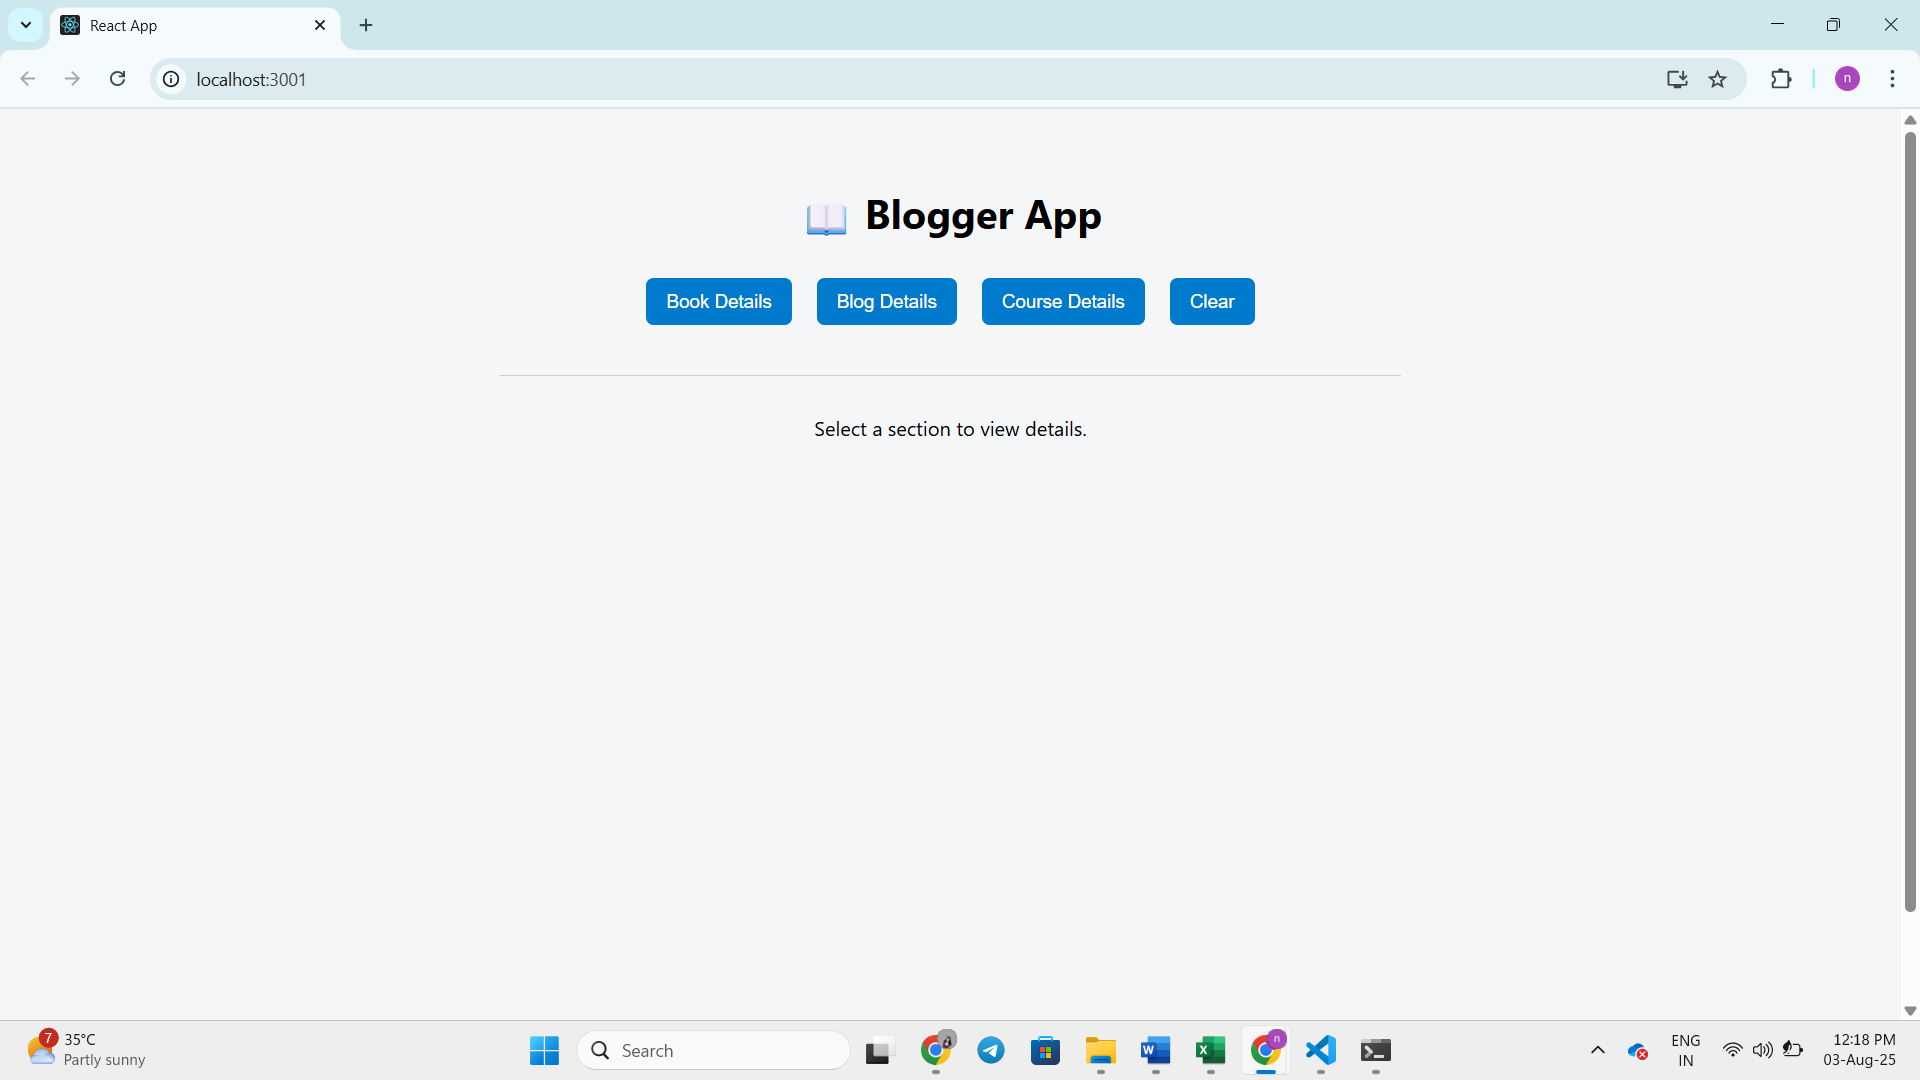 React App
localhost:3001
n
📖 Blogger App
Book Details
Blog Details
Course Details
Clear
Select a section to view details.
7
35°C
Partly sunny
Search
n
ENG
IN
12:18 PM
03-Aug-25